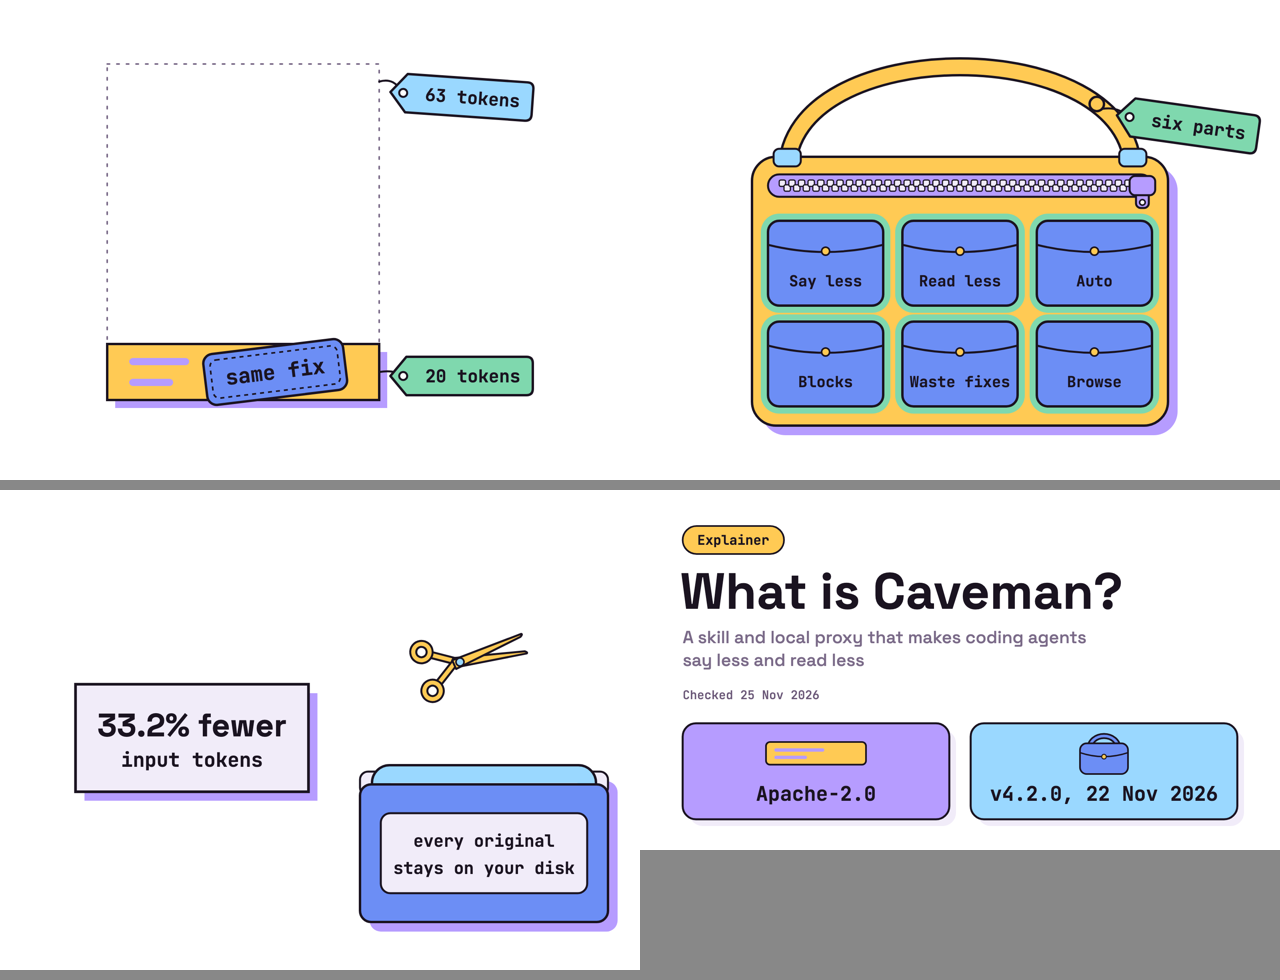 63 tokens
same fix
20 tokens
six parts
Say less
Read less
Auto
Blocks
Waste fixes
Browse
33.2% fewer
input tokens
every original
stays on your disk
Explainer
What is Caveman?
A skill and local proxy that makes coding agents
say less and read less
Checked 25 Nov 2026
Apache-2.0
v4.2.0, 22 Nov 2026